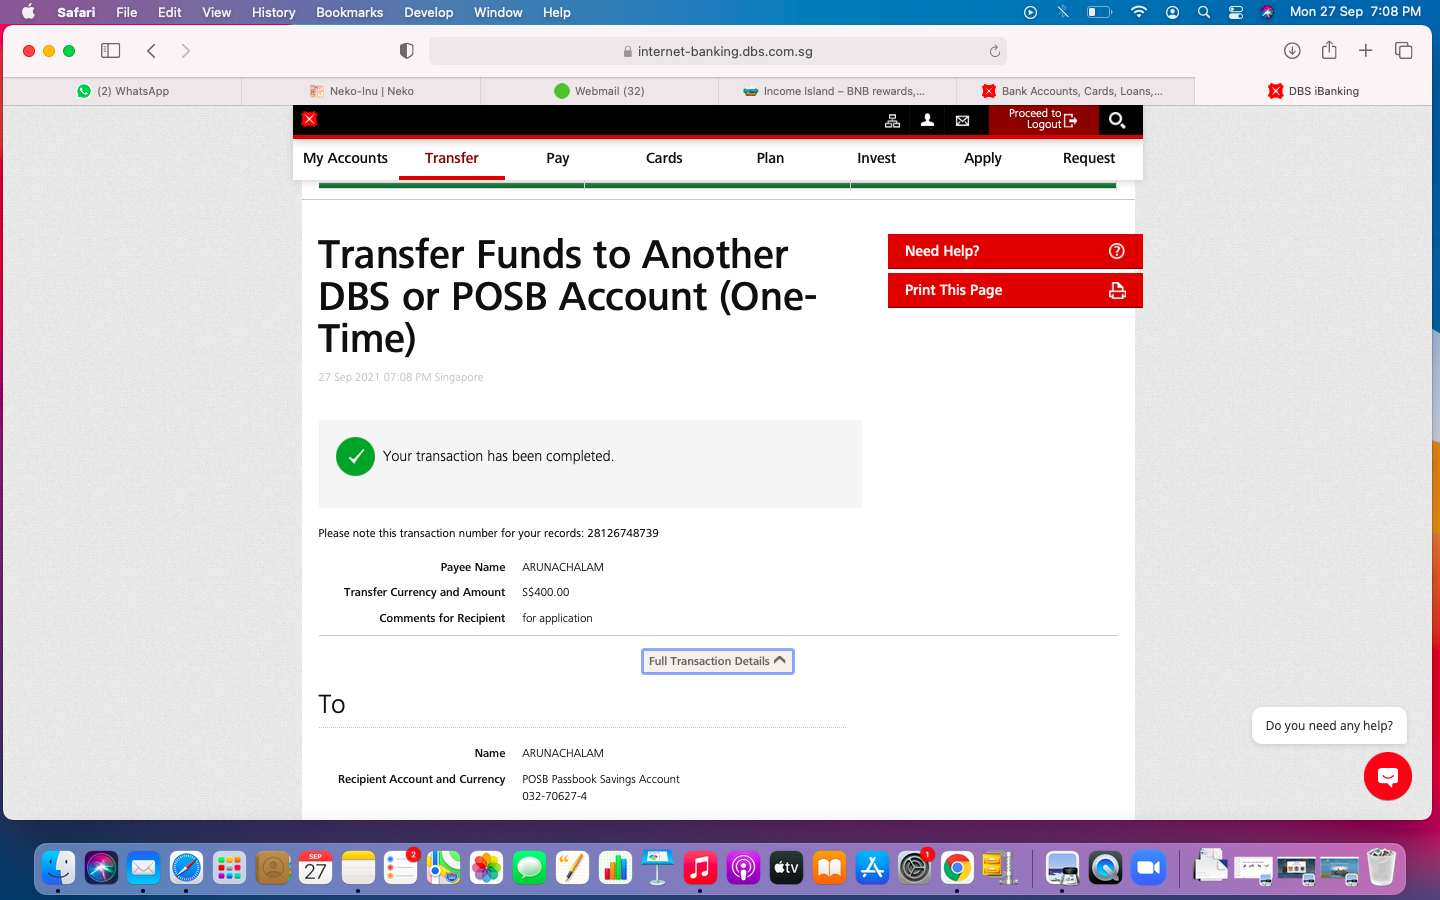 Safari File Edit View History Bookmarks Develop Window Help Mon 27 Sep 7:08 PM
internet-banking.dbs.com.sg
(2) WhatsApp Neko-Inu | Neko Webmail (32) Income Island – BNB rewards,... Bank Accounts, Cards, Loans,... DBS iBanking
Proceed to
Logout
My Accounts Transfer Pay Cards Plan Invest Apply Request
Transfer Funds to Another
DBS or POSB Account (One-
Time)
Need Help?
Print This Page
27 Sep 2021 07:08 PM Singapore
Your transaction has been completed.
Please note this transaction number for your records: 28126748739
Payee Name ARUNACHALAM
Transfer Currency and Amount S$400.00
Comments for Recipient for application
Full Transaction Details
To
Do you need any help?
Name ARUNACHALAM
Recipient Account and Currency POSB Passbook Savings Account
032-70627-4
SEP
27
2
tv
1